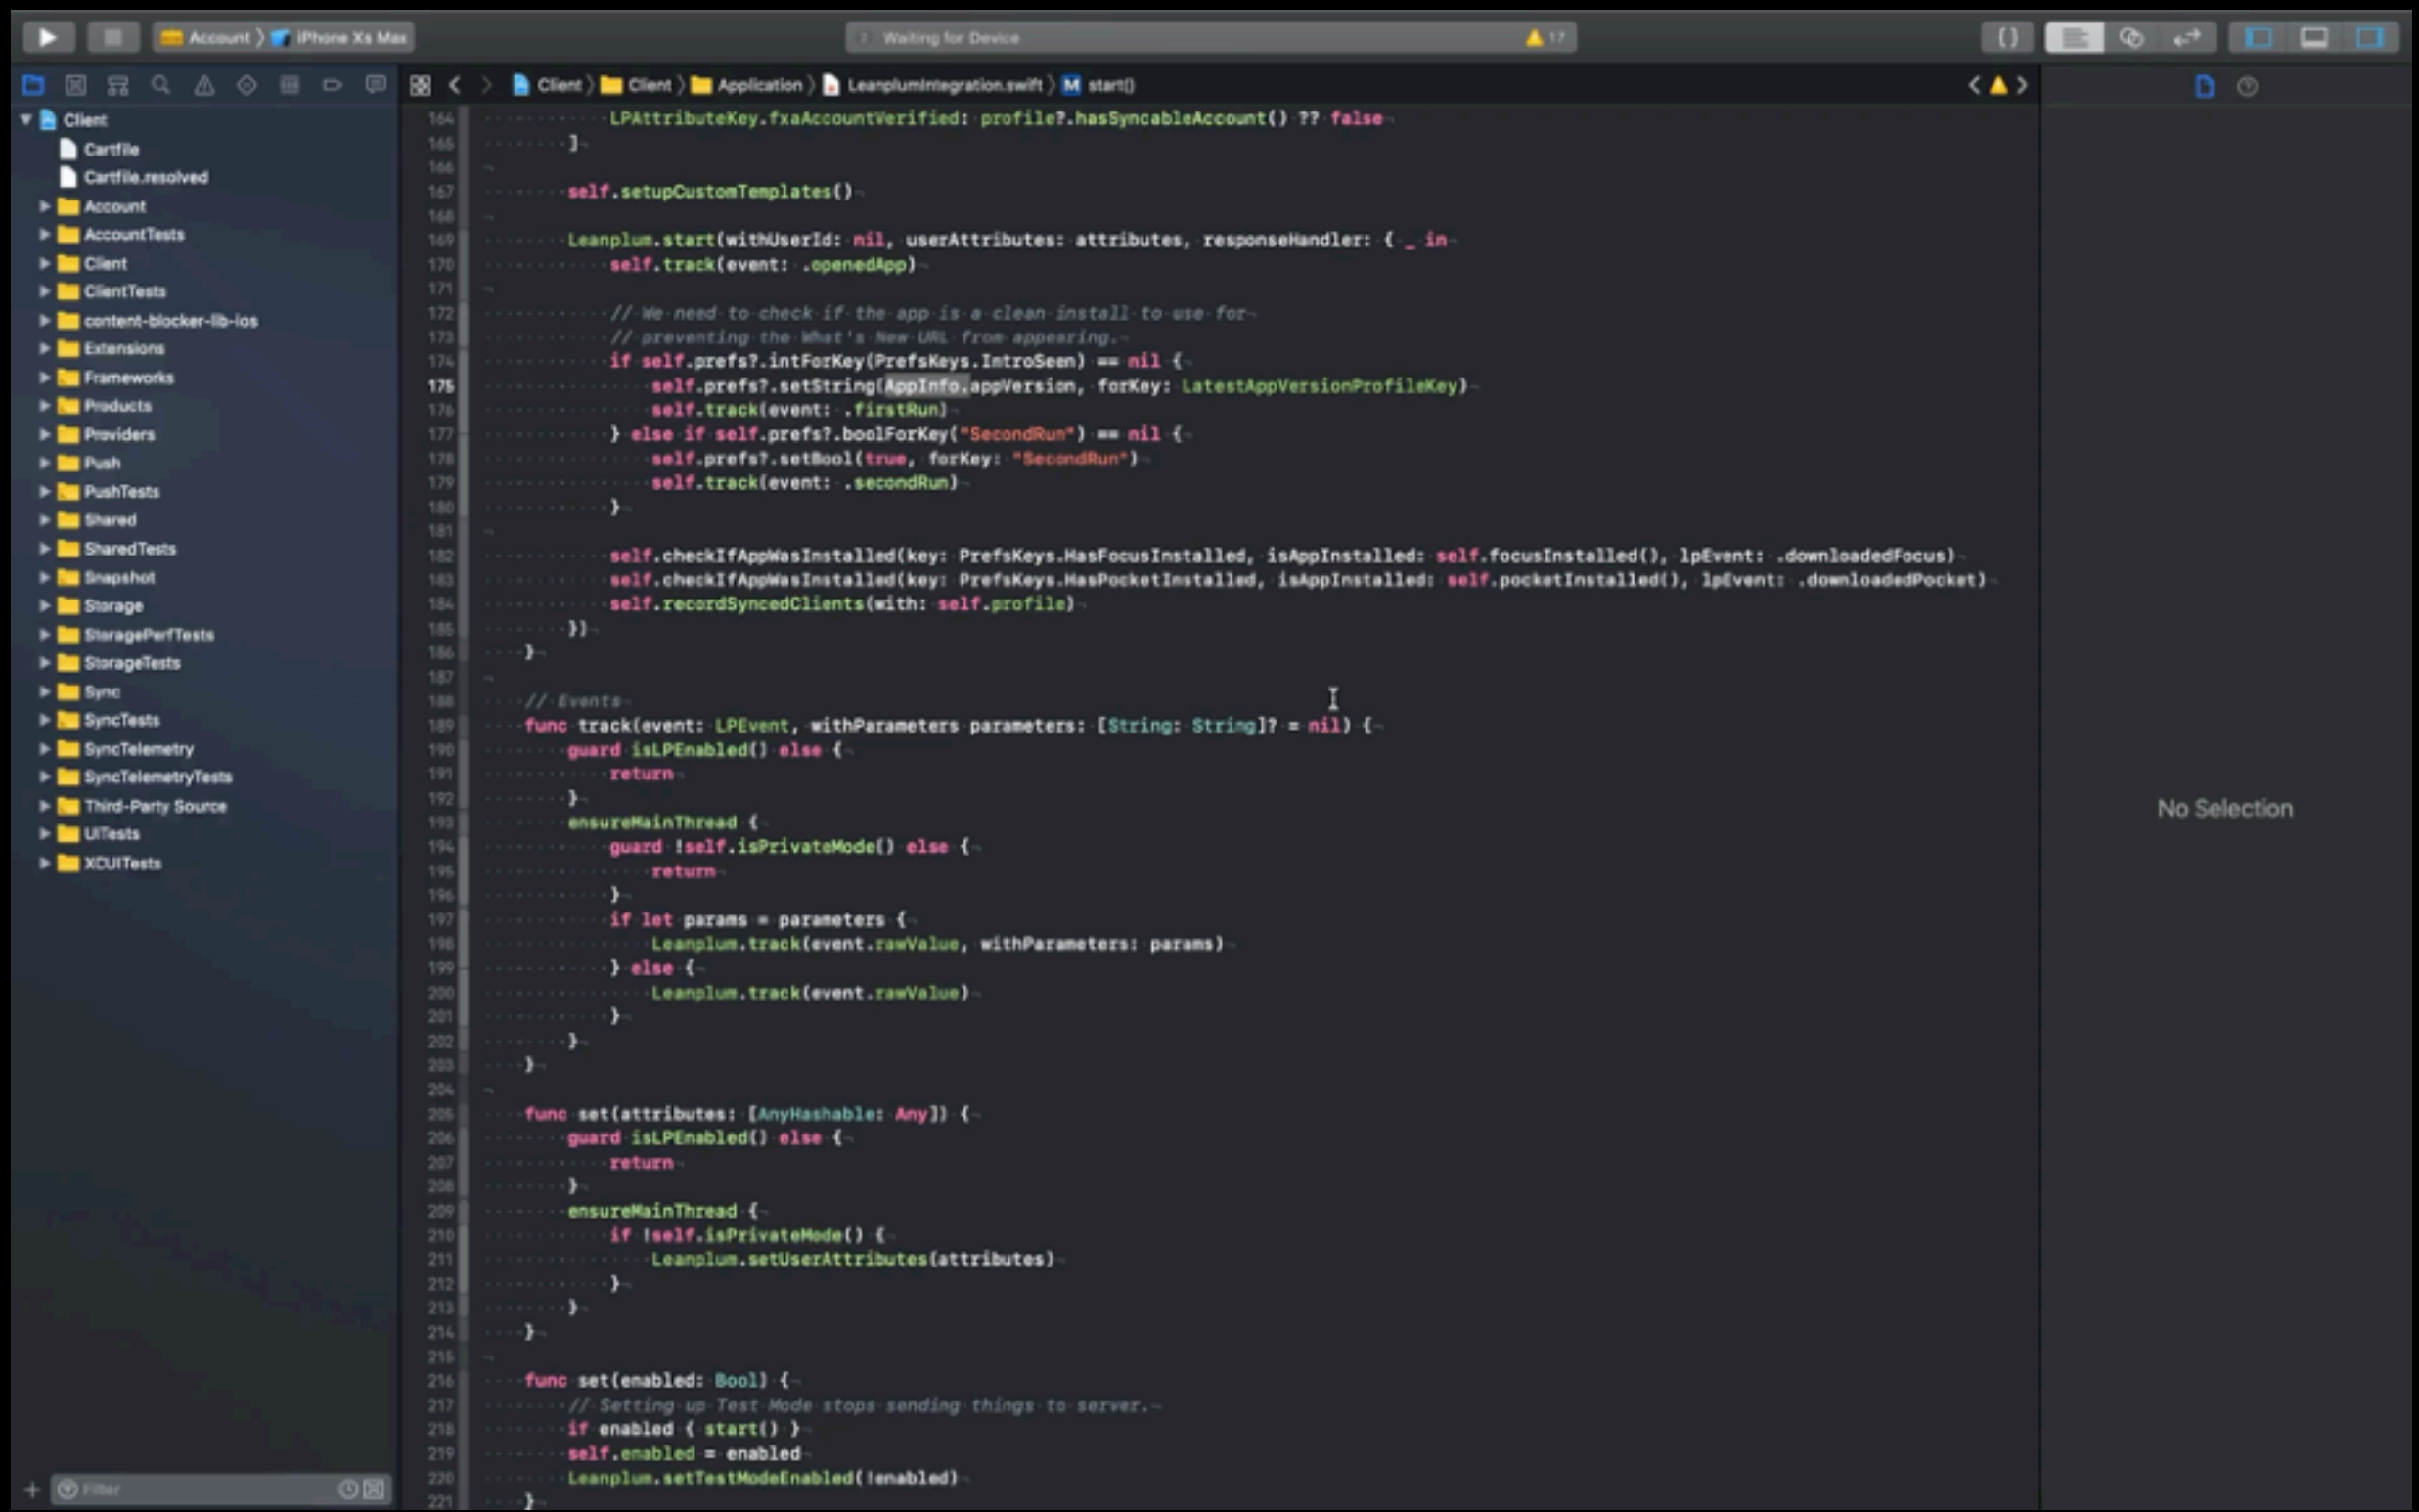 Account 〉 iPhone Xs Max
Waiting for Device
17
{ }
Client 〉 Client 〉 Application 〉 LeanplumIntegration.swift 〉 M start()
Client
Cartfile
Cartfile.resolved
Account
AccountTests
Client
ClientTests
content-blocker-lib-ios
Extensions
Frameworks
Products
Providers
Push
PushTests
Shared
SharedTests
Snapshot
Storage
StoragePerfTests
StorageTests
Sync
SyncTests
SyncTelemetry
SyncTelemetryTests
Third-Party Source
UITests
XCUITests
Filter
164 LPAttributeKey.fxaAccountVerified: profile?.hasSyncableAccount() ?? false
165 ]
166
167 self.setupCustomTemplates()
168
169 Leanplum.start(withUserId: nil, userAttributes: attributes, responseHandler: { _ in
170 self.track(event: .openedApp)
171
172 // We need to check if the app is a clean install to use for
173 // preventing the What's New URL from appearing.
174 if self.prefs?.intForKey(PrefsKeys.IntroSeen) == nil {
175 self.prefs?.setString(AppInfo.appVersion, forKey: LatestAppVersionProfileKey)
176 self.track(event: .firstRun)
177 } else if self.prefs?.boolForKey("SecondRun") == nil {
178 self.prefs?.setBool(true, forKey: "SecondRun")
179 self.track(event: .secondRun)
180 }
181
182 self.checkIfAppWasInstalled(key: PrefsKeys.HasFocusInstalled, isAppInstalled: self.focusInstalled(), lpEvent: .downloadedFocus)
183 self.checkIfAppWasInstalled(key: PrefsKeys.HasPocketInstalled, isAppInstalled: self.pocketInstalled(), lpEvent: .downloadedPocket)
184 self.recordSyncedClients(with: self.profile)
185 })
186 }
187
188 // Events
189 func track(event: LPEvent, withParameters parameters: [String: String]? = nil) {
190 guard isLPEnabled() else {
191 return
192 }
193 ensureMainThread {
194 guard !self.isPrivateMode() else {
195 return
196 }
197 if let params = parameters {
198 Leanplum.track(event.rawValue, withParameters: params)
199 } else {
200 Leanplum.track(event.rawValue)
201 }
202 }
203 }
204
205 func set(attributes: [AnyHashable: Any]) {
206 guard isLPEnabled() else {
207 return
208 }
209 ensureMainThread {
210 if !self.isPrivateMode() {
211 Leanplum.setUserAttributes(attributes)
212 }
213 }
214 }
215
216 func set(enabled: Bool) {
217 // Setting up Test Mode stops sending things to server.
218 if enabled { start() }
219 self.enabled = enabled
220 Leanplum.setTestModeEnabled(!enabled)
221 }
No Selection